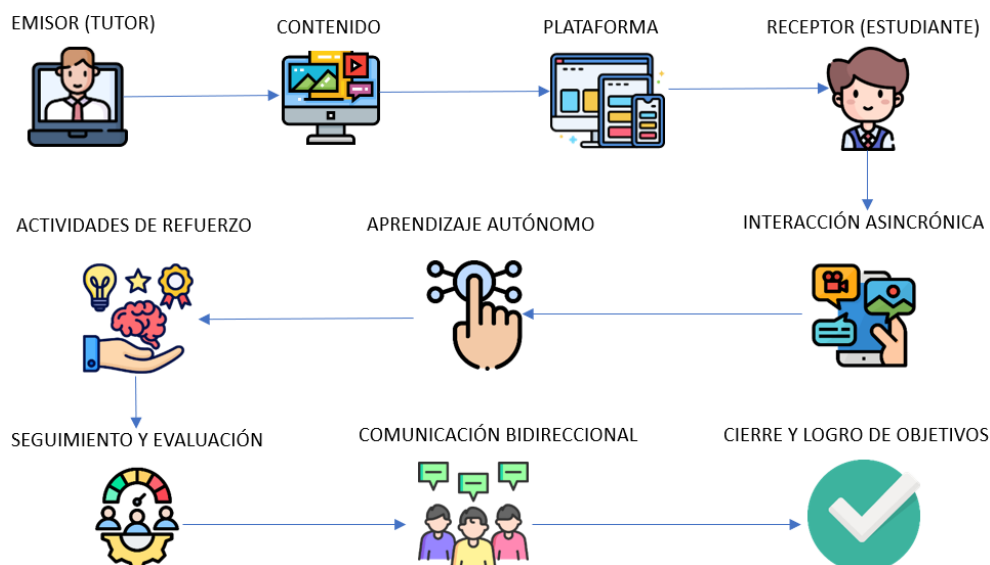 EMISOR (TUTOR)
CONTENIDO
PLATAFORMA
RECEPTOR (ESTUDIANTE)
INTERACCIÓN ASINCRÓNICA
APRENDIZAJE AUTÓNOMO
ACTIVIDADES DE REFUERZO
SEGUIMIENTO Y EVALUACIÓN
COMUNICACIÓN BIDIRECCIONAL
CIERRE Y LOGRO DE OBJETIVOS